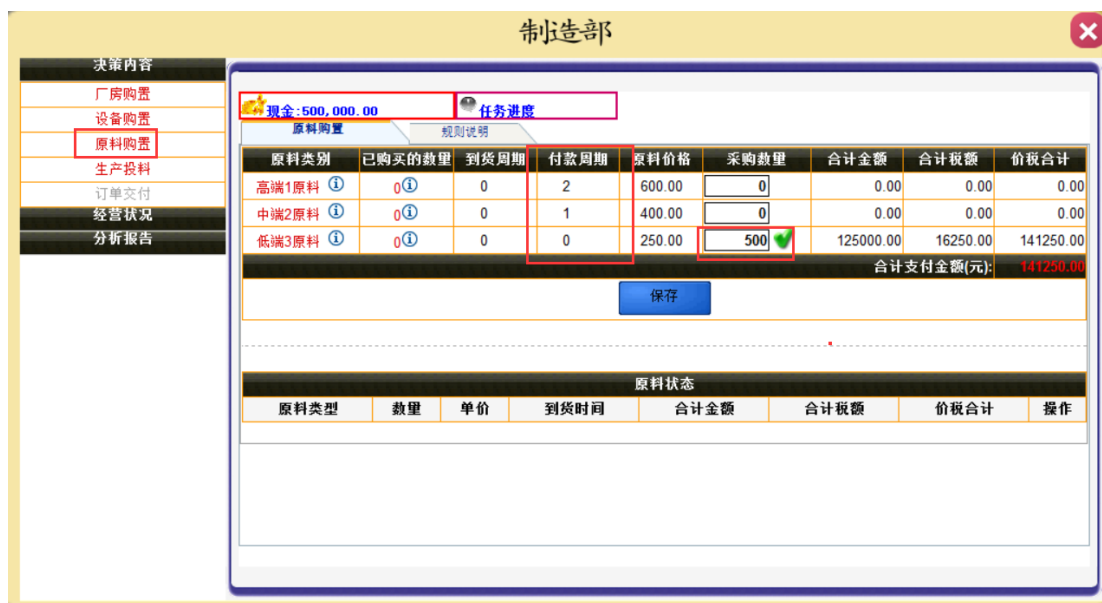 制造部
决策内容
厂房购置
设备购置
原料购置
生产投料
订单交付
经营状况
分析报告
现金:500,000.00 任务进度
原料购置 规则说明
原料类别 已购买的数量 到货周期 付款周期 原料价格 采购数量 合计金额 合计税额 价税合计
高端1原料 0 0 2 600.00 0 0.00 0.00 0.00
中端2原料 0 0 1 400.00 0 0.00 0.00 0.00
低端3原料 0 0 0 250.00 500 125000.00 16250.00 141250.00
合计支付金额(元): 141250.00
保存
原料状态
原料类型 数量 单价 到货时间 合计金额 合计税额 价税合计 操作